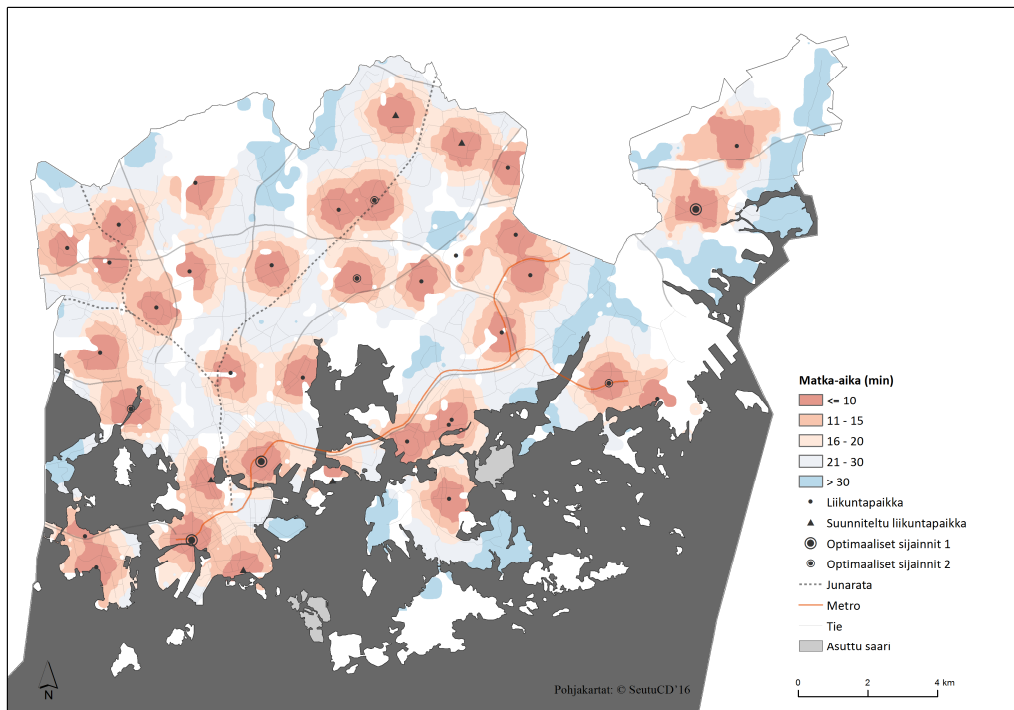 Matka-aika (min)
<= 10
11 - 15
16 - 20
21 - 30
> 30
Liikuntapaikka
Suunniteltu liikuntapaikka
Optimaaliset sijainnit 1
Optimaaliset sijainnit 2
Junarata
Metro
Tie
Asuttu saari
0 2 4 km
N
Pohjakartat: © SeutuCD'16